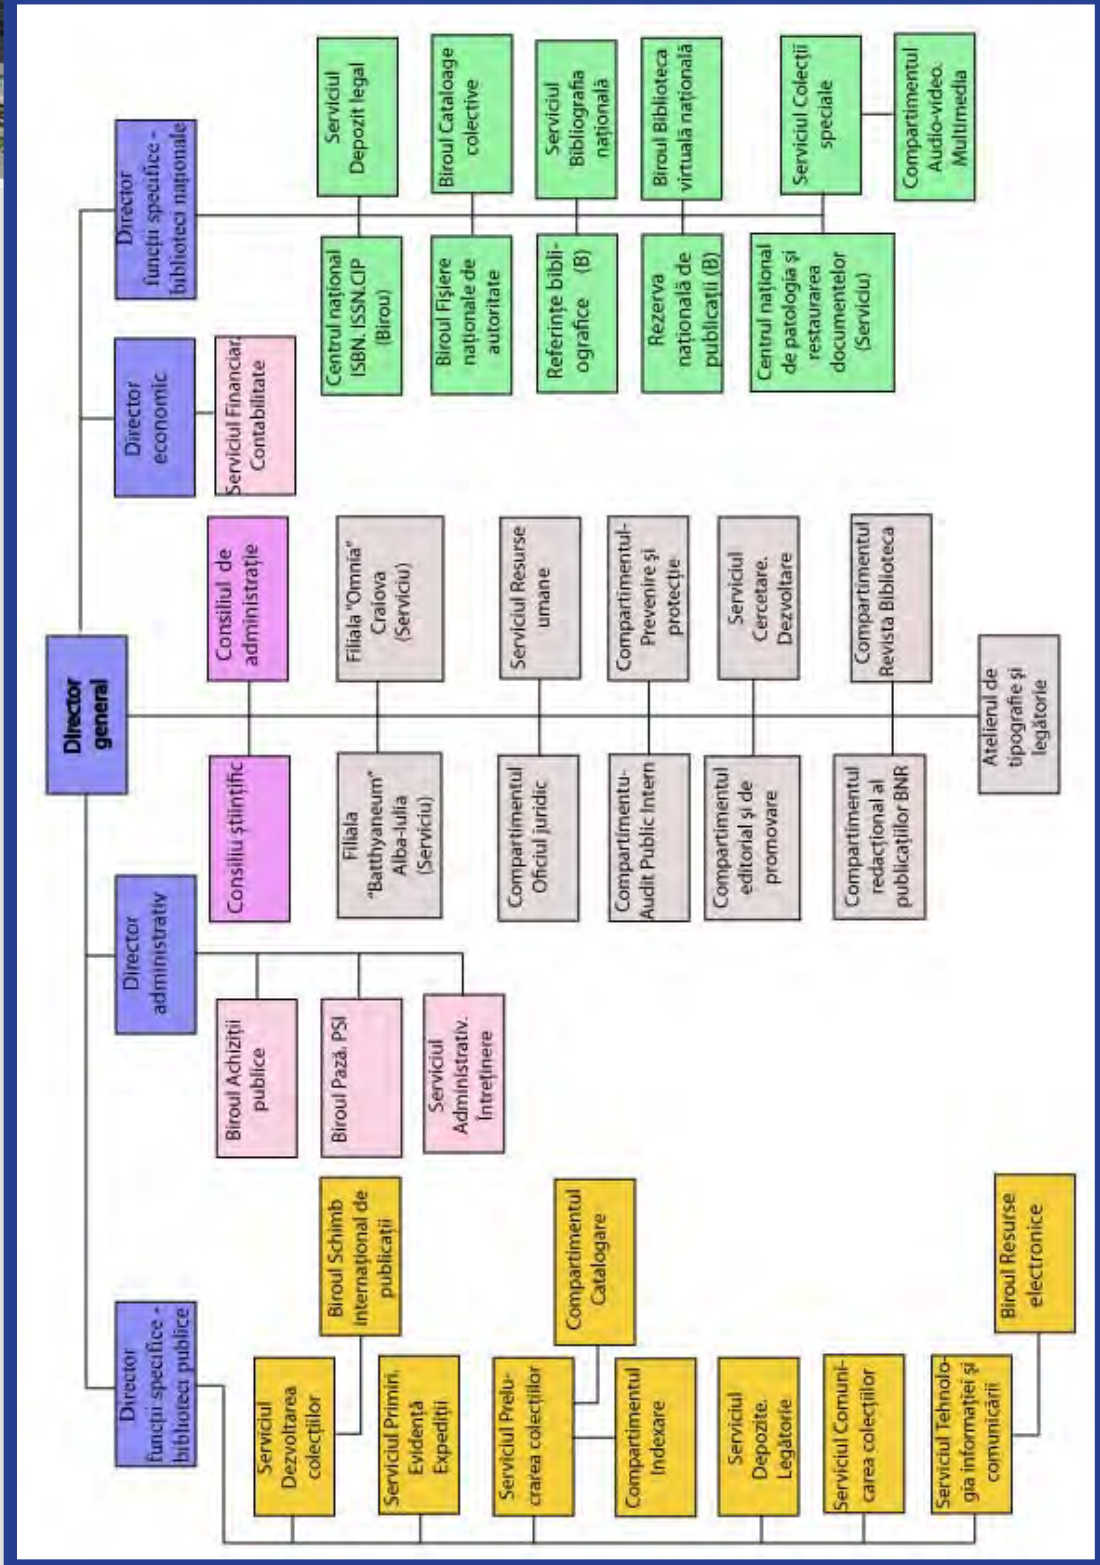 Director
general
Director
funcții specifice -
biblioteci publice
Director
administrativ
Director
economic
Director
funcții specifice -
biblioteci naționale
Serviciul
Dezvoltarea
colecțiilor
Biroul Schimb
internațional de
publicații
Serviciul Primiri.
Evidență
Expediții
Serviciul Prelu-
crarea colecțiilor
Compartimentul
Catalogare
Compartimentul
Indexare
Serviciul
Depozite.
Legătorie
Serviciul Comuni-
carea colecțiilor
Serviciul Tehnolo-
gia informației și
comunicării
Biroul Resurse
electronice
Biroul Achiziții
publice
Biroul Pază. PSI
Serviciul
Administrativ.
Întreținere
Consiliu științific
Consiliul de
administrație
Filiala
"Batthyaneum"
Alba-Iulia
(Serviciu)
Filiala "Omnia"
Craiova
(Serviciu)
Compartimentul
Oficiul juridic
Serviciul Resurse
umane
Compartimentu-
Audit Public Intern
Compartimentul-
Prevenire și
protecție
Compartimentul
editorial și de
promovare
Serviciul
Cercetare.
Dezvoltare
Compartimentul
redacțional al
publicațiilor BNR
Compartimentul
Revista Biblioteca
Atelierul de
tipografie și
legătorie
Serviciul Financiar.
Contabilitate
Centrul național
ISBN. ISSN.CIP
(Birou)
Serviciul
Depozit legal
Biroul Fișiere
naționale de
autoritate
Biroul Cataloage
colective
Referințe bibli-
ografice (B)
Serviciul
Bibliografia
națională
Rezerva
națională de
publicații (B)
Biroul Biblioteca
virtuală națională
Centrul național
de patologia și
restaurarea
documentelor
(Serviciu)
Serviciul Colecții
speciale
Compartimentul
Audio-video.
Multimedia